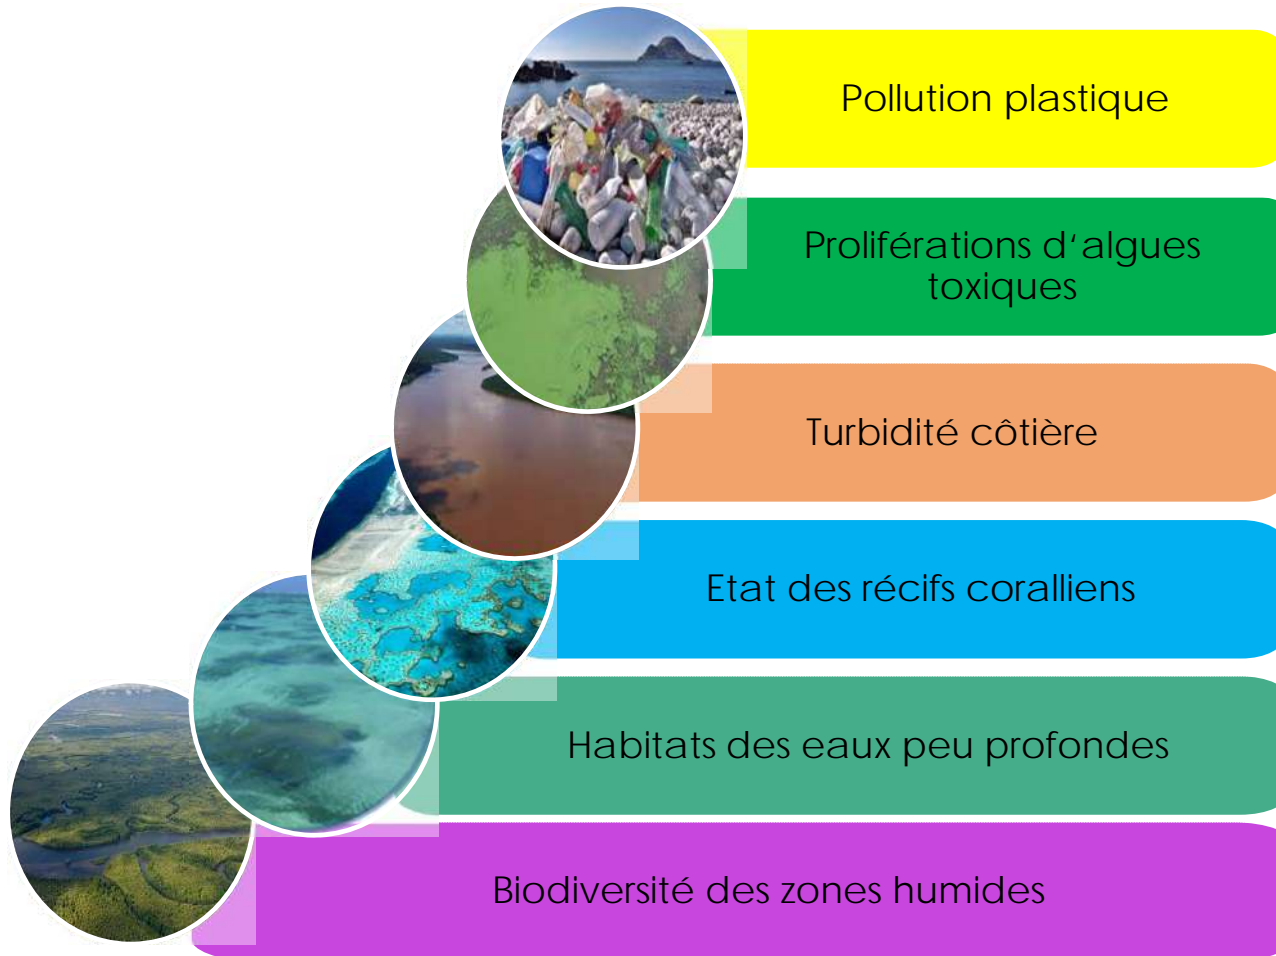 Pollution plastique
Proliférations d‘algues
toxiques
Turbidité côtière
Etat des récifs coralliens
Habitats des eaux peu profondes
Biodiversité des zones humides